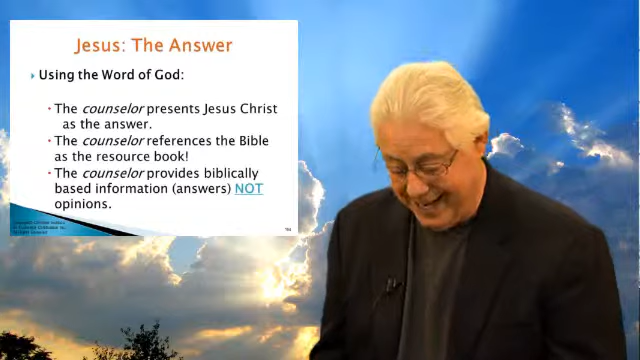 Jesus: The Answer
Using the Word of God:
The counselor presents Jesus Christ
as the answer.
The counselor references the Bible
as the resource book!
The counselor provides biblically
based information (answers) NOT
opinions.